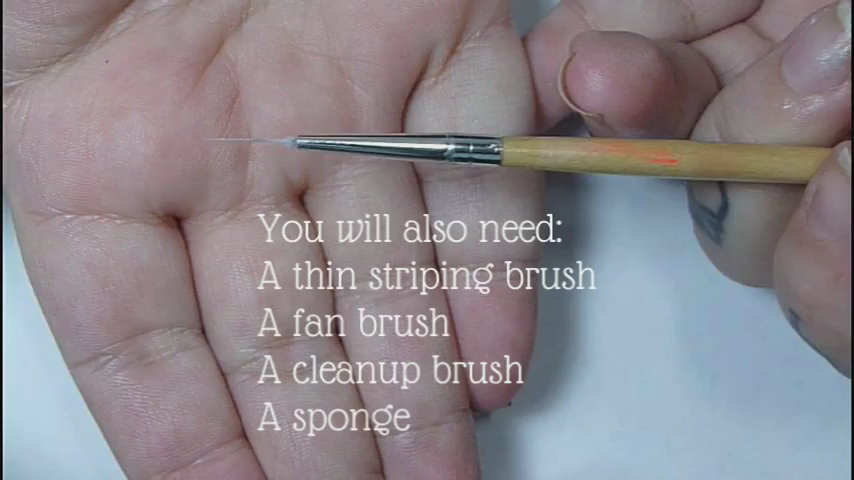 You will also need:
A thin striping brush
A fan brush
A cleanup brush
A sponge